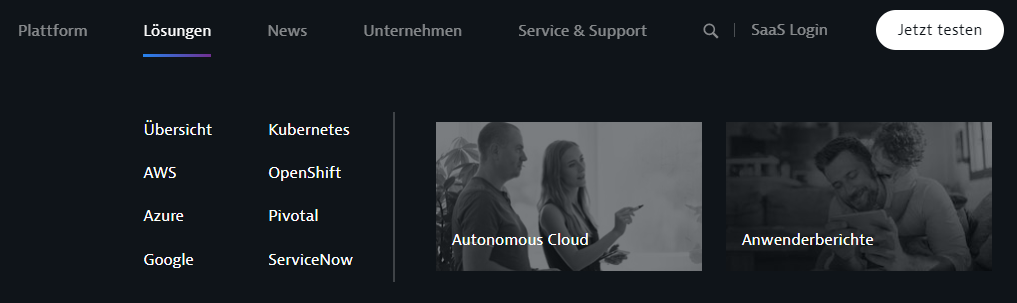 Plattform Lösungen News Unternehmen Service & Support SaaS Login Jetzt testen
Übersicht Kubernetes
AWS OpenShift
Azure Pivotal
Google ServiceNow
Autonomous Cloud Anwenderberichte